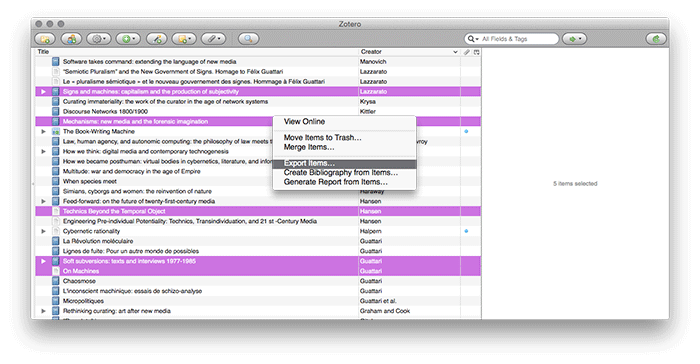 Zotero
All Fields & Tags
Title Creator
Software takes command: extending the language of new media Manovich
"Semiotic Pluralism" and the New Government of Signs. Homage to Félix Guattari Lazzarato
Le « pluralisme sémiotique » et le nouveau gouvernement des signes. Hommage à Félix Guattari Lazzarato
Signs and machines: capitalism and the production of subjectivity Lazzarato
Curating immateriality: the work of the curator in the age of network systems Krysa
Discourse Networks 1800/1900 Kittler
Mechanisms: new media and the forensic imagination
View Online
The Book-Writing Machine
Move Items to Trash...
Law, human agency, and autonomic computing: the philosophy of law meets t
Merge Items...
How we think: digital media and contemporary technogenesis
Export Items...
How we became posthuman: virtual bodies in cybernetics, literature, and infor
Create Bibliography from Items...
Multitude: war and democracy in the age of Empire
Generate Report from Items...
When species meet
5 items selected
Simians, cyborgs and women: the reinvention of nature Haraway
Feed-forward: on the future of twenty-first-century media Hansen
Technics Beyond the Temporal Object Hansen
Engineering Pre-individual Potentiality: Technics, Transindividuation, and 21 st -Century Media Hansen
Cybernetic rationality Halpern
La Révolution moléculaire Guattari
Lignes de fuite: Pour un autre monde de possibles Guattari
Soft subversions: texts and interviews 1977-1985 Guattari
On Machines Guattari
Chaosmose Guattari
L'inconscient machinique: essais de schizo-analyse Guattari
Micropolitiques Guattari et al.
Rethinking curating: art after new media Graham and Cook